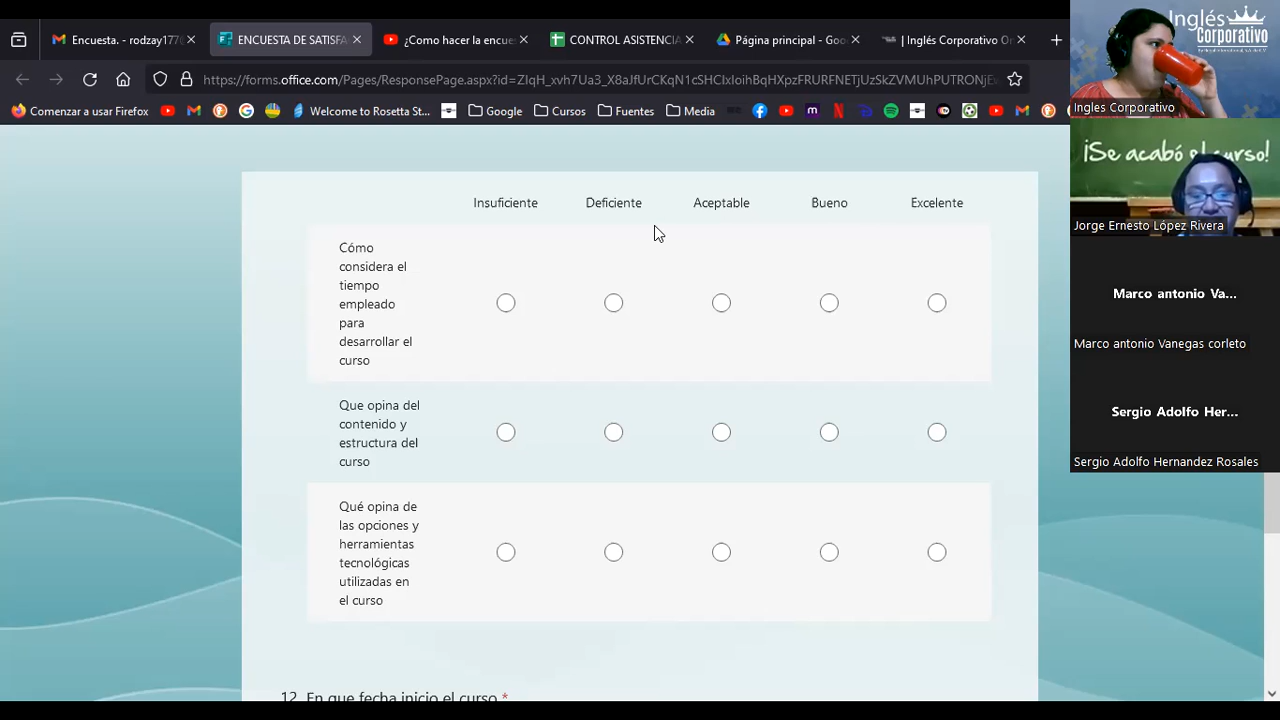 Encuesta. - rodzay177
ENCUESTA DE SATISFA
¿Como hacer la encue
CONTROL ASISTENCIA
Página principal - Goo
| Inglés Corporativo On
https://forms.office.com/Pages/ResponsePage.aspx?id=
Comenzar a usar Firefox
Welcome to Rosetta St...
Google
Cursos
Fuentes
Media
Inglés
Corporativo
Ingles Corporativo
¡Se acabó el curso!
Jorge Ernesto López Rivera
Marco antonio Va...
Marco antonio Vanegas corleto
Sergio Adolfo Her...
Sergio Adolfo Hernandez Rosales
Insuficiente Deficiente Aceptable Bueno Excelente
Cómo
considera el
tiempo
empleado
para
desarrollar el
curso
Que opina del
contenido y
estructura del
curso
Qué opina de
las opciones y
herramientas
tecnológicas
utilizadas en
el curso
12. En que fecha inicio el curso *